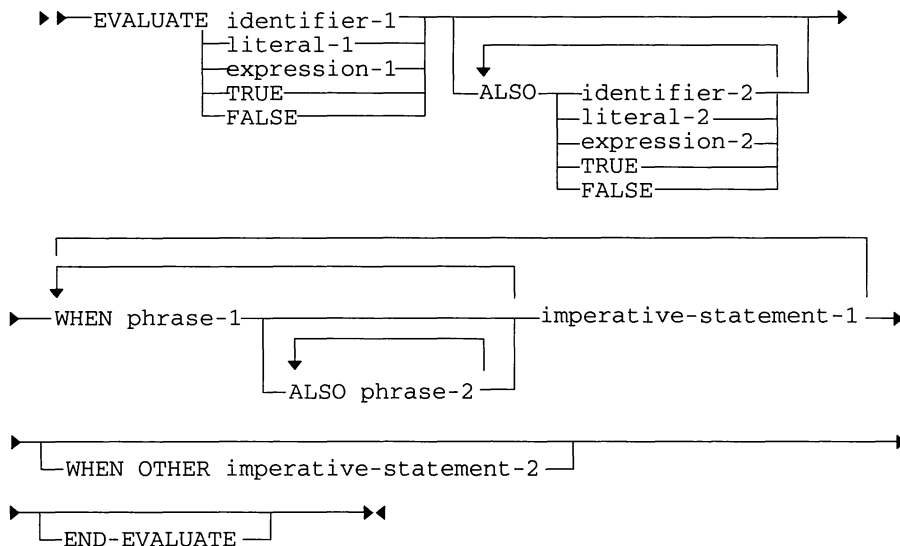 EVALUATE identifier-1
literal-1
expression-1
TRUE
FALSE
ALSO identifier-2
literal-2
expression-2
TRUE
FALSE
WHEN phrase-1
ALSO phrase-2
imperative-statement-1
WHEN OTHER imperative-statement-2
END-EVALUATE